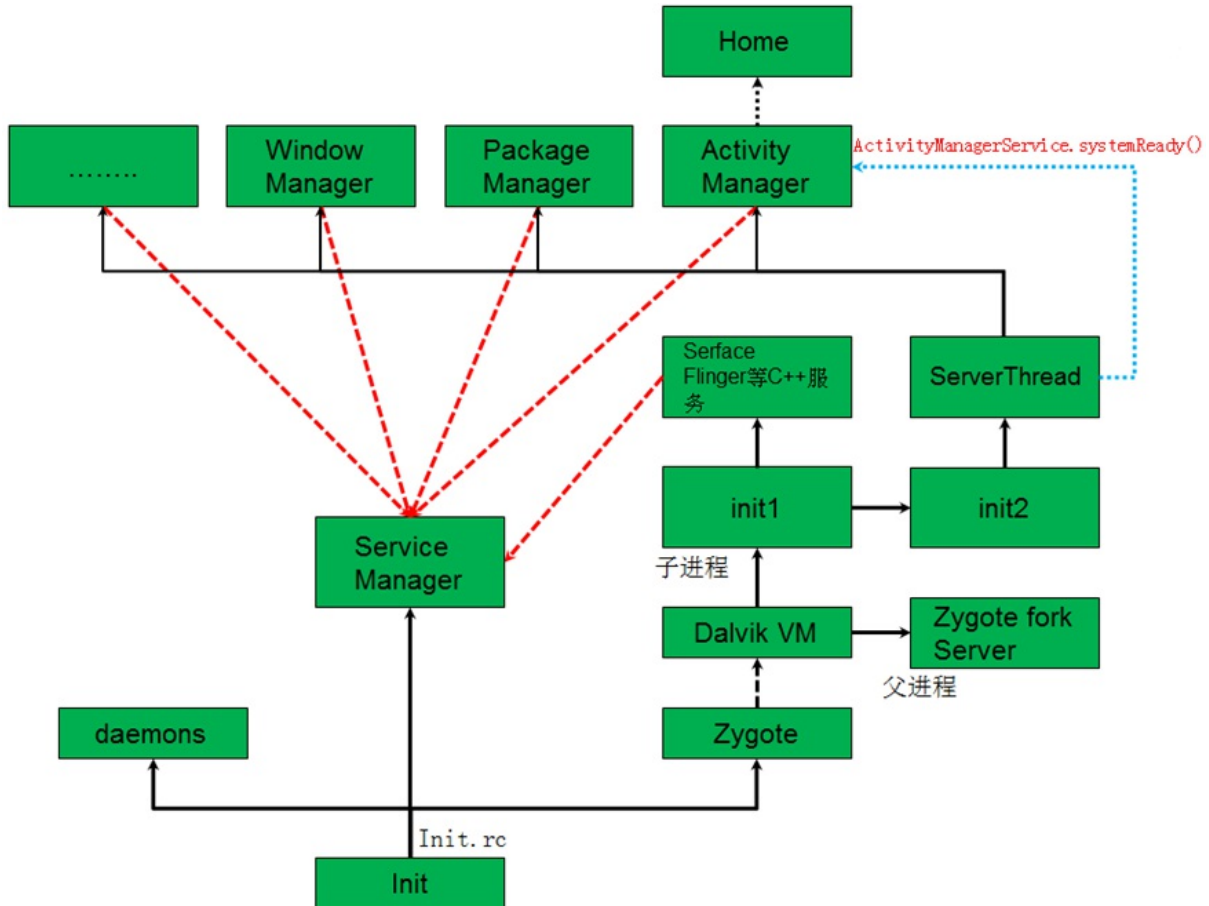 Home
........
Window
Manager
Package
Manager
Activity
Manager
ActivityManagerService.systemReady()
Serface
Flinger等C++服
务
ServerThread
init1
init2
Service
Manager
子进程
Dalvik VM
Zygote fork
Server
父进程
daemons
Zygote
Init.rc
Init